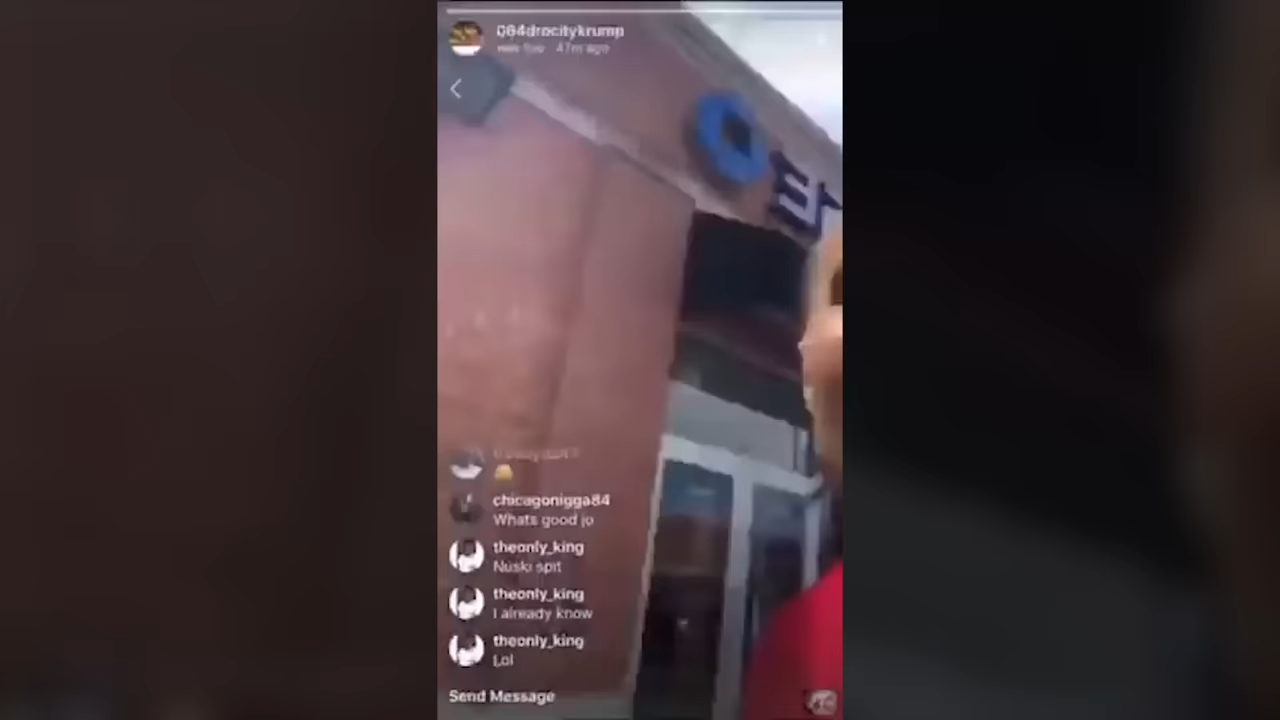 064drocitykrump
47m ago
chicagonigga84
Whats good jo
theonly_king
Nuski spit
theonly_king
I already know
theonly_king
Lol
Send Message